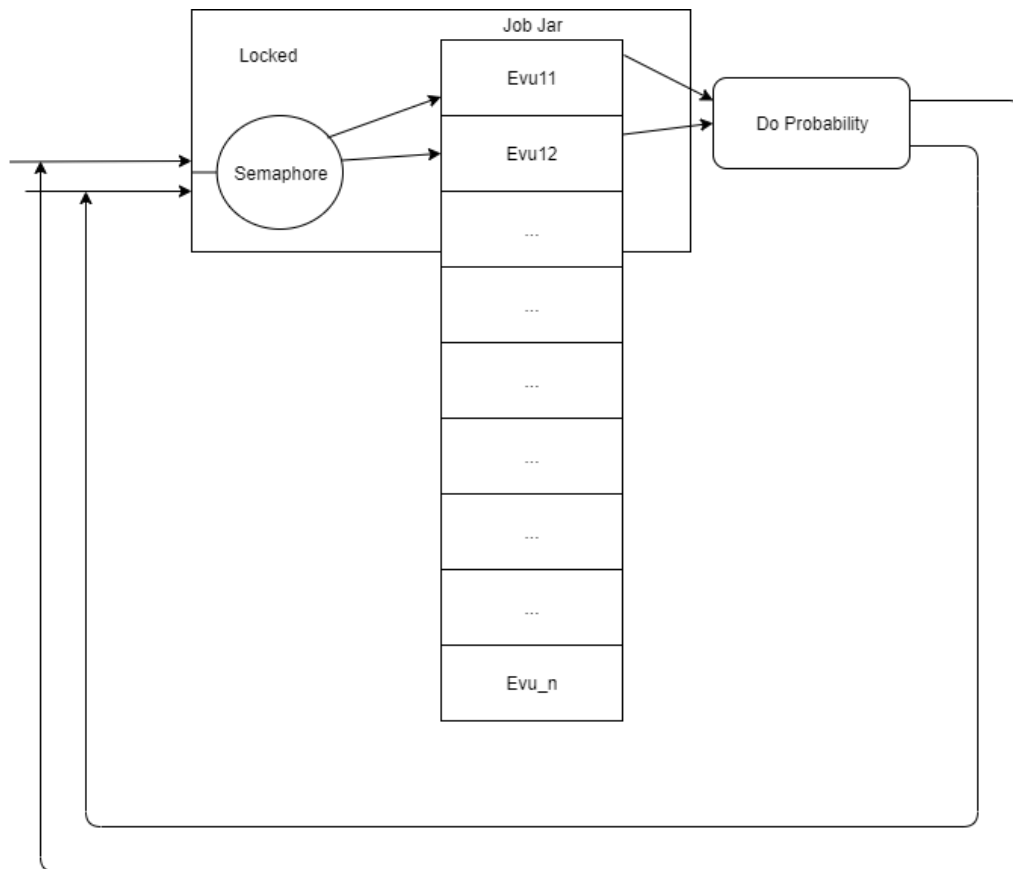 Job Jar
Locked
Evu11
Do Probability
Evu12
Semaphore
...
...
...
...
...
...
Evu_n